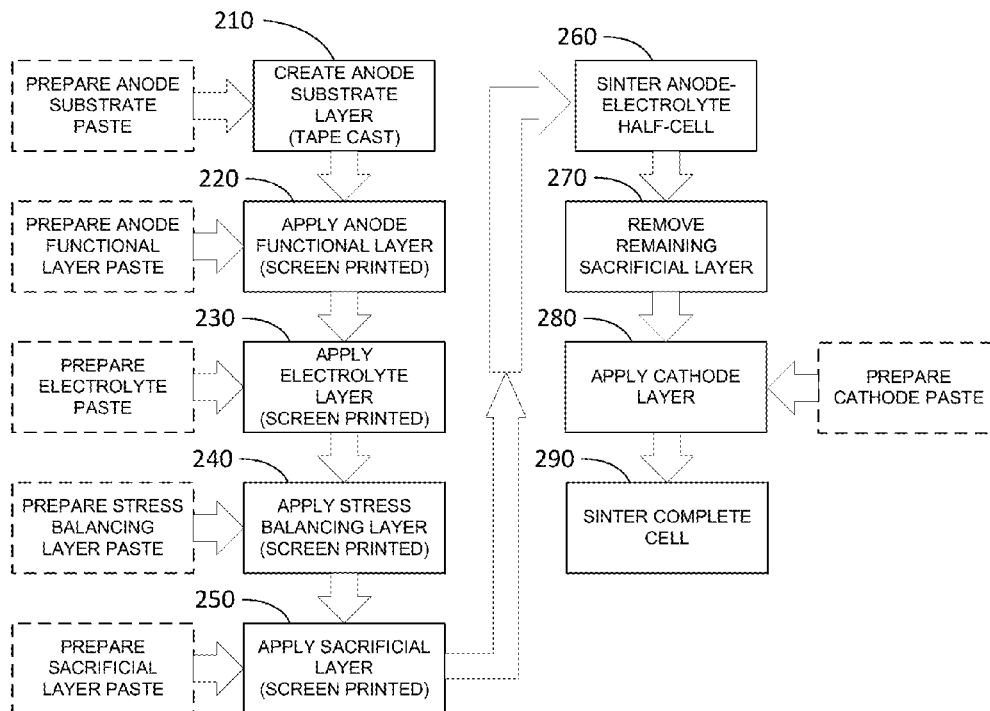 210
PREPARE ANODE
SUBSTRATE
PASTE
CREATE ANODE
SUBSTRATE
LAYER
(TAPE CAST)
220
PREPARE ANODE
FUNCTIONAL
LAYER PASTE
APPLY ANODE
FUNCTIONAL LAYER
(SCREEN PRINTED)
230
PREPARE
ELECTROLYTE
PASTE
APPLY
ELECTROLYTE
LAYER
(SCREEN PRINTED)
240
PREPARE STRESS
BALANCING
LAYER PASTE
APPLY STRESS
BALANCING LAYER
(SCREEN PRINTED)
250
PREPARE
SACRIFICIAL
LAYER PASTE
APPLY SACRIFICIAL
LAYER
(SCREEN PRINTED)
260
SINTER ANODE-
ELECTROLYTE
HALF-CELL
270
REMOVE
REMAINING
SACRIFICIAL LAYER
280
APPLY CATHODE
LAYER
PREPARE
CATHODE PASTE
290
SINTER COMPLETE
CELL